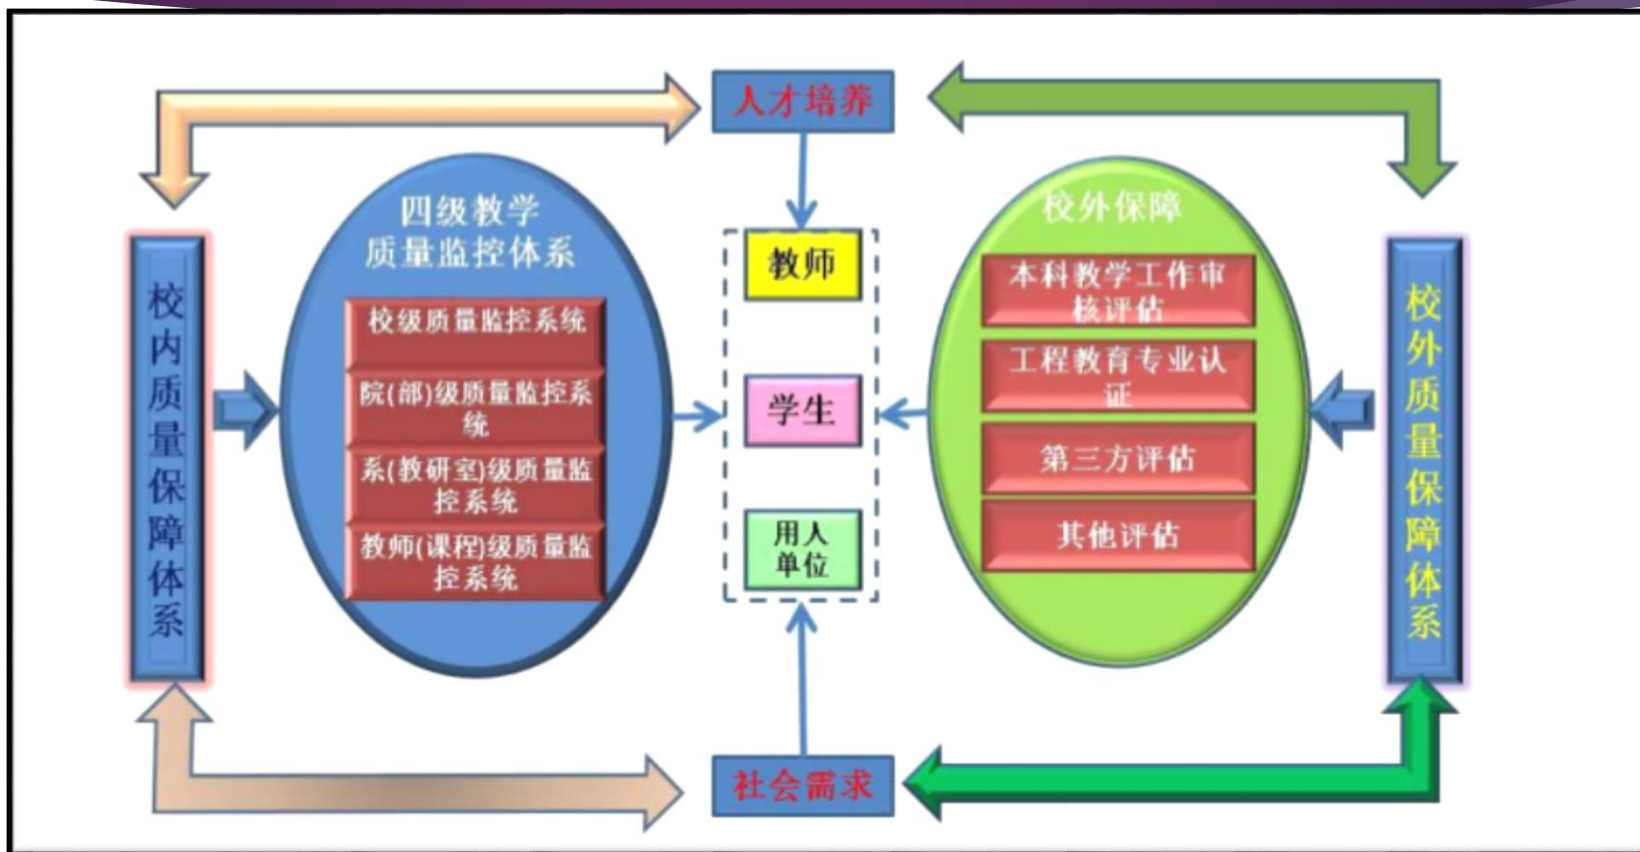 人才培养
校内质量保障体系
四级教学
质量监控体系
校级质量监控系统
院(部)级质量监控系
统
系(教研室)级质量监
控系统
教师(课程)级质量监
控系统
教师
学生
用人
单位
校外保障
本科教学工作审
核评估
工程教育专业认
证
第三方评估
其他评估
校外质量保障体系
社会需求